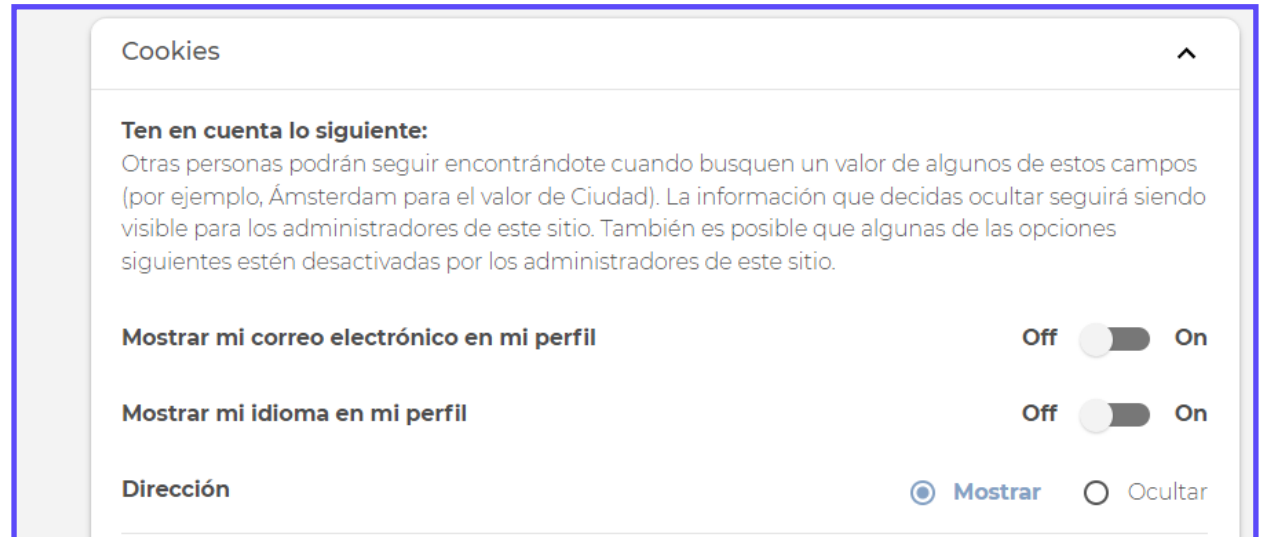 Cookies
Ten en cuenta lo siguiente:
Otras personas podrán seguir encontrándote cuando busquen un valor de algunos de estos campos
(por ejemplo, Ámsterdam para el valor de Ciudad). La información que decidas ocultar seguirá siendo
visible para los administradores de este sitio. También es posible que algunas de las opciones
siguientes estén desactivadas por los administradores de este sitio.
Mostrar mi correo electrónico en mi perfil Off On
Mostrar mi idioma en mi perfil Off On
Dirección Mostrar Ocultar